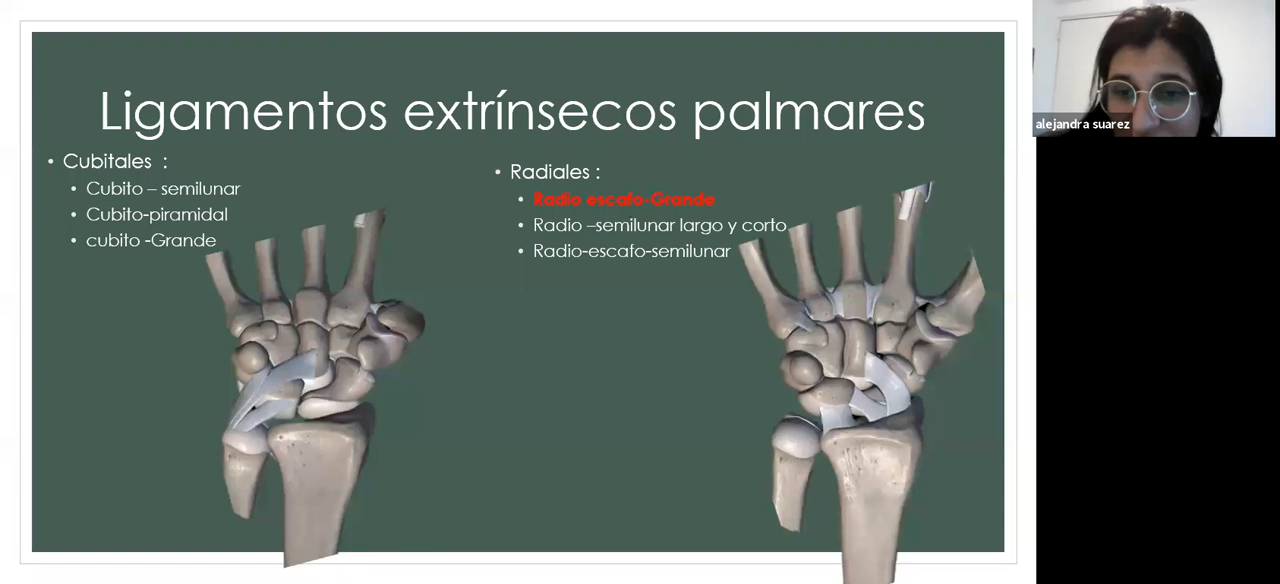 Ligamentos extrínsecos palmares
• Cubitales :
• Cubito – semilunar
• Cubito-piramidal
• cubito -Grande
• Radiales :
• Radio escafo-Grande
• Radio –semilunar largo y corto
• Radio-escafo-semilunar
alejandra suarez